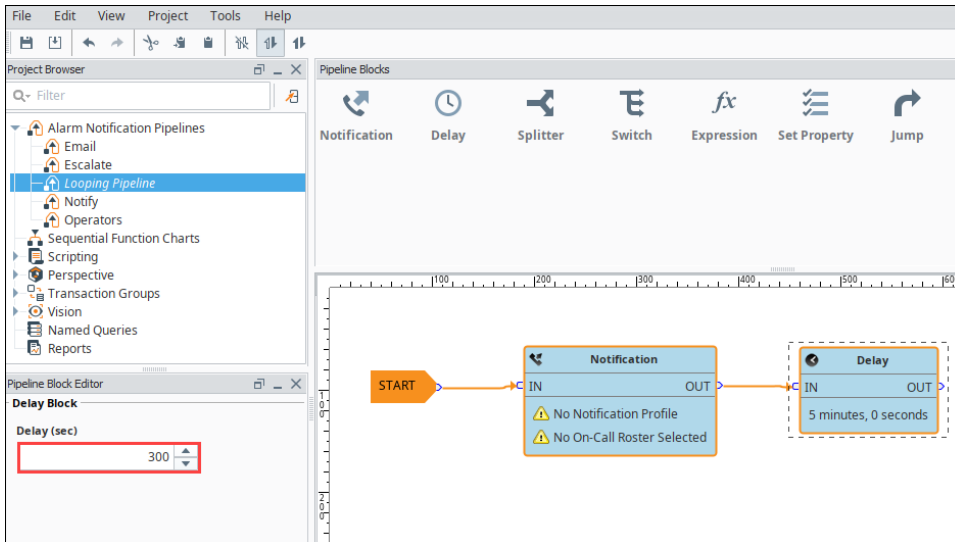 File Edit View Project Tools Help
Project Browser
Filter
Alarm Notification Pipelines
Email
Escalate
Looping Pipeline
Notify
Operators
Sequential Function Charts
Scripting
Perspective
Transaction Groups
Vision
Named Queries
Reports
Pipeline Block Editor
Delay Block
Delay (sec)
300
Pipeline Blocks
fx
Notification Delay Splitter Switch Expression Set Property Jump
100 200 300 400 500
100
200
START
Notification
IN OUT
No Notification Profile
No On-Call Roster Selected
Delay
IN OUT
5 minutes, 0 seconds